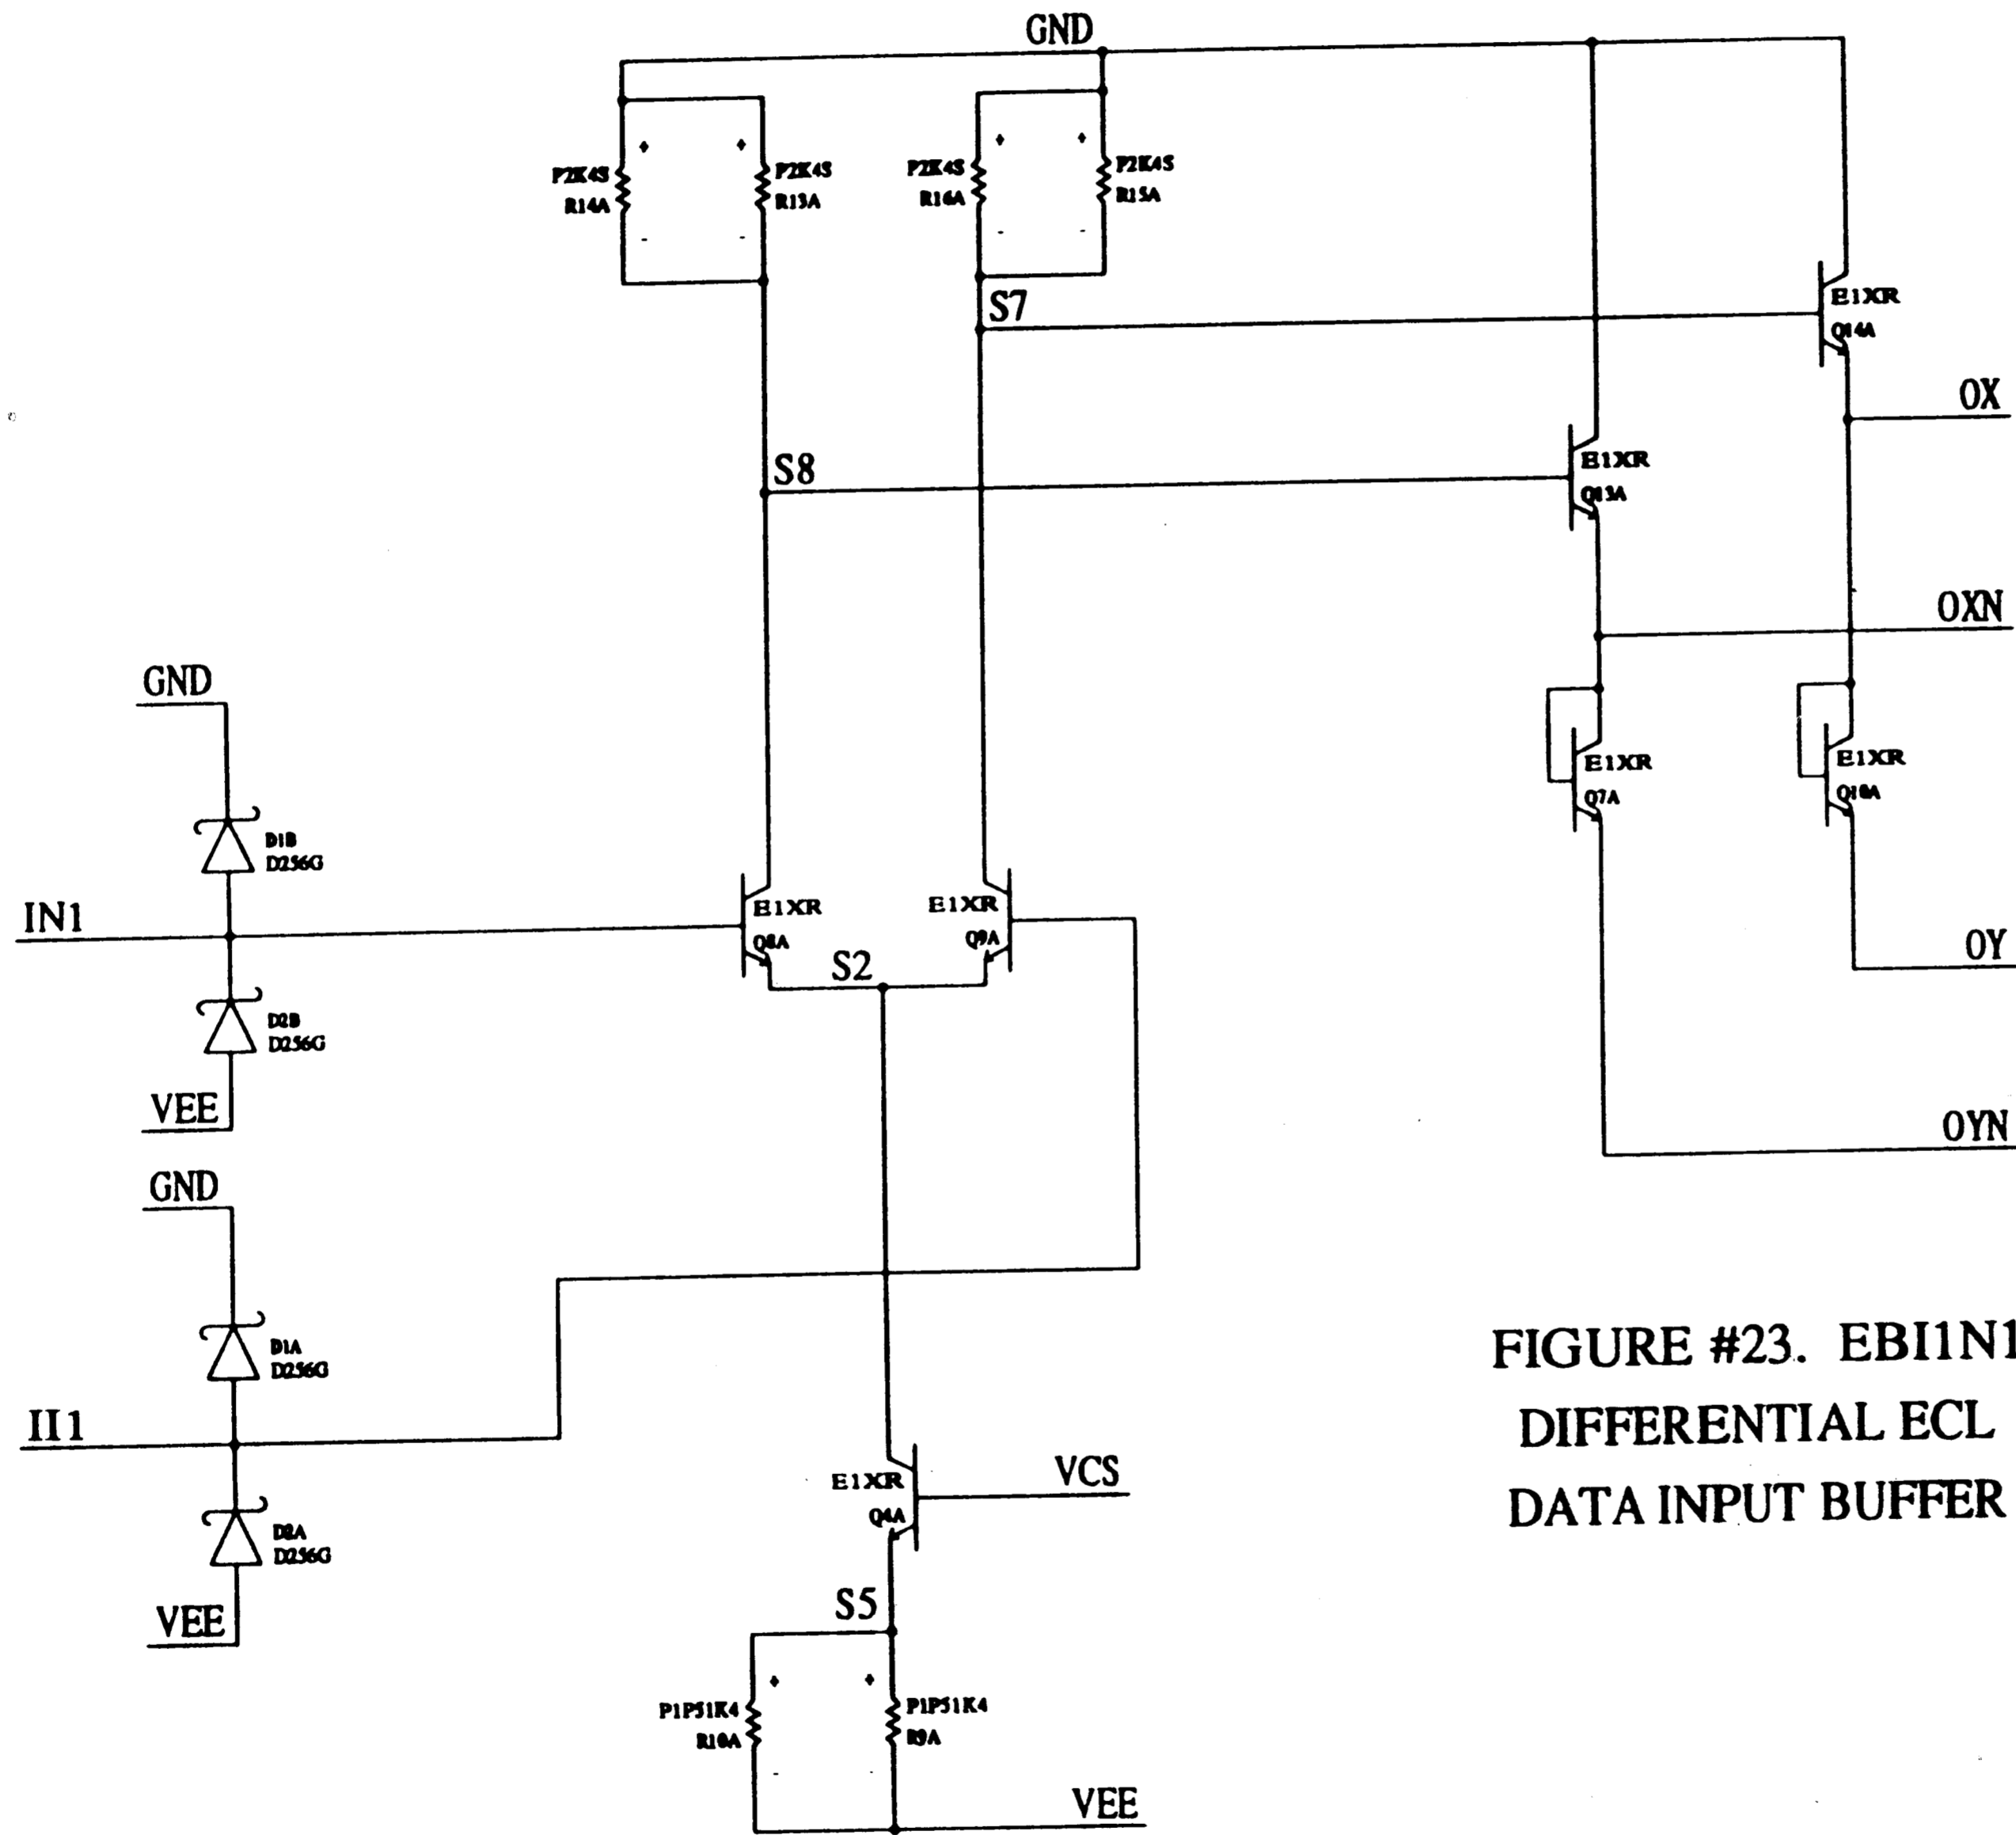 GND
P2K4S
R14A
P2K4S
R13A
P2K4S
R16A
P2K4S
R15A
S7
E1XR
Q14A
OX
S8
E1XR
Q13A
OXN
GND
E1XR
Q7A
E1XR
Q10A
D1B
D256G
IN1
E1XR
Q8A
E1XR
Q9A
S2
OY
D2B
D256G
VEE
OYN
GND
D1A
D256G
II1
E1XR
Q4A
VCS
D2A
D256G
VEE
S5
P1P51K4
R10A
P1P51K4
R9A
VEE
FIGURE #23. EBI1N1
DIFFERENTIAL ECL
DATA INPUT BUFFER